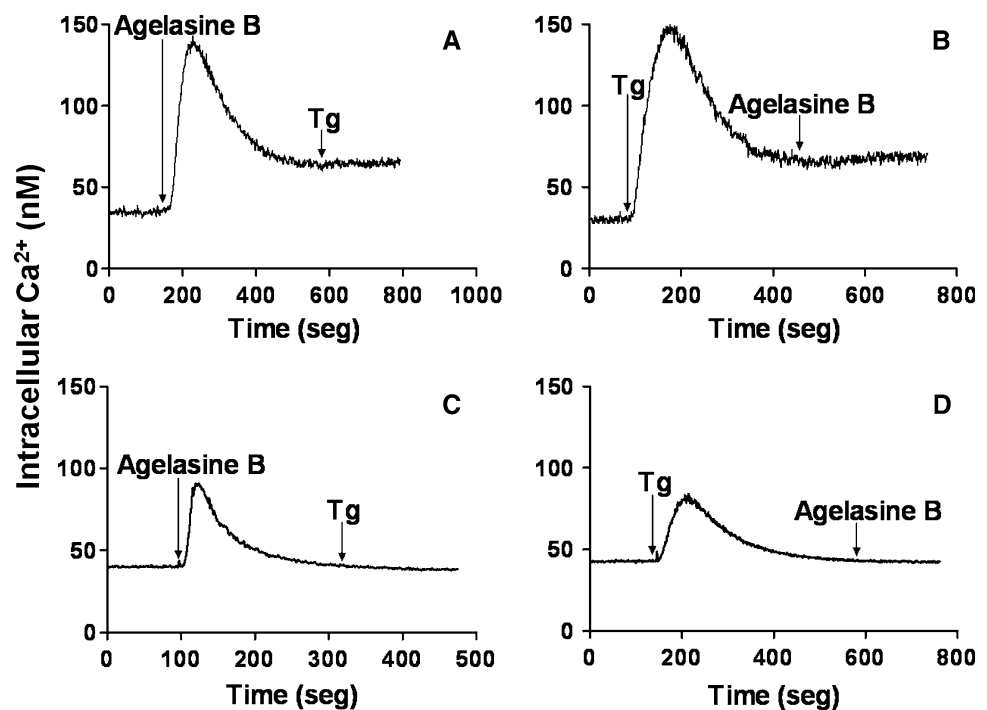 Intracellular Ca2+ (nM)
A
Agelasine B
Tg
150
100
50
0
0 200 400 600 800 1000
Time (seg)
B
Tg
Agelasine B
150
100
50
0
0 200 400 600 800
Time (seg)
C
Agelasine B
Tg
150
100
50
0
0 100 200 300 400 500
Time (seg)
D
Tg
Agelasine B
150
100
50
0
0 200 400 600 800
Time (seg)